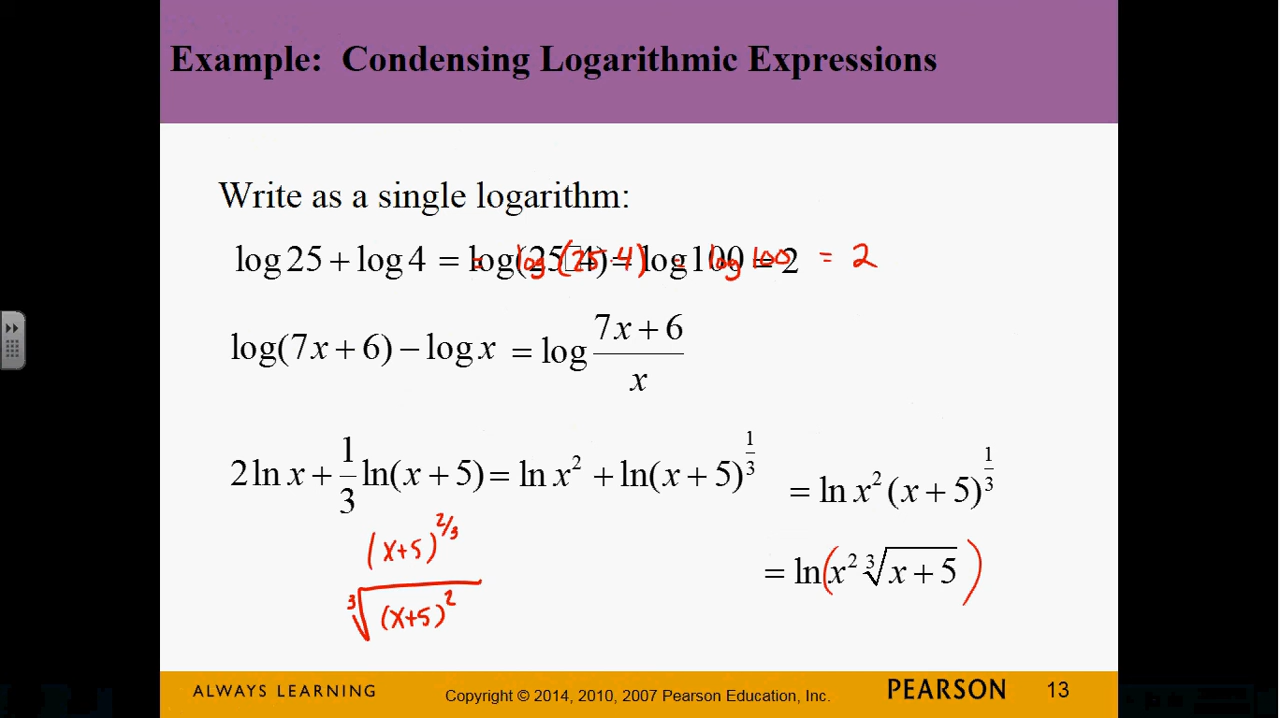 Example: Condensing Logarithmic Expressions
Write as a single logarithm:
log 25 + log 4 = log(25□4) = log 100 = 2 = log (25·4) = log 100 = 2
log(7x + 6) − log x = log (7x + 6)/x
2 ln x + 1/3 ln(x + 5) = ln x² + ln(x + 5)^(1/3) = ln x² (x + 5)^(1/3)
(x+5)^(2/3)
= ln(x² ∛(x + 5))
∛((x+5)²)
ALWAYS LEARNING Copyright © 2014, 2010, 2007 Pearson Education, Inc. PEARSON 13